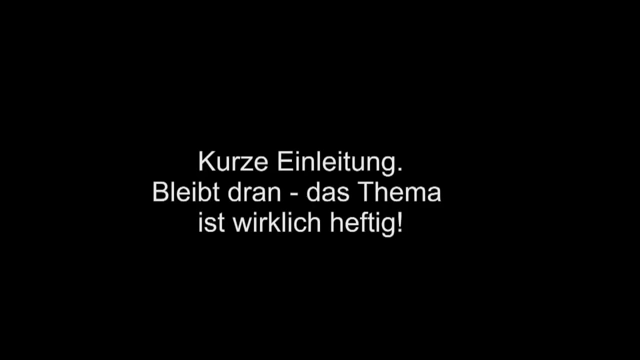 Kurze Einleitung.
Bleibt dran - das Thema
ist wirklich heftig!